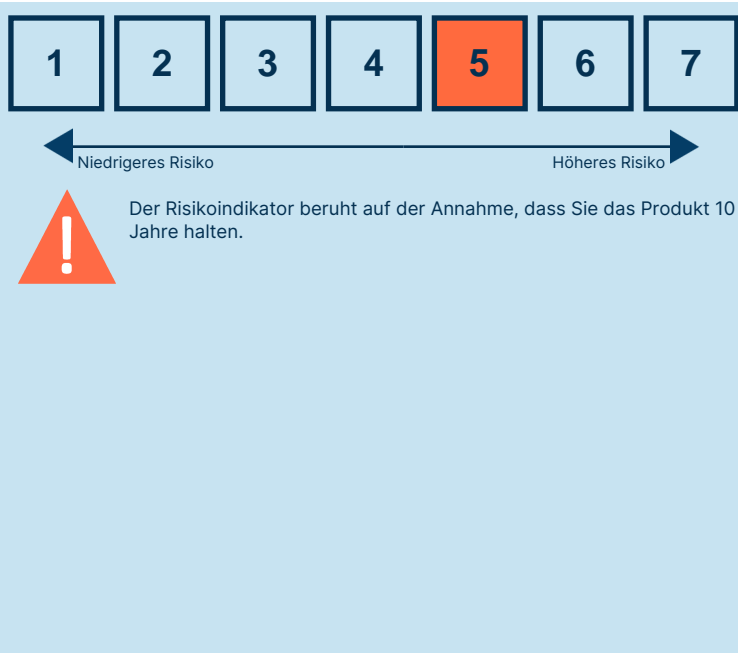 1 2 3 4 5 6 7
Niedrigeres Risiko Höheres Risiko
!
Der Risikoindikator beruht auf der Annahme, dass Sie das Produkt 10
Jahre halten.